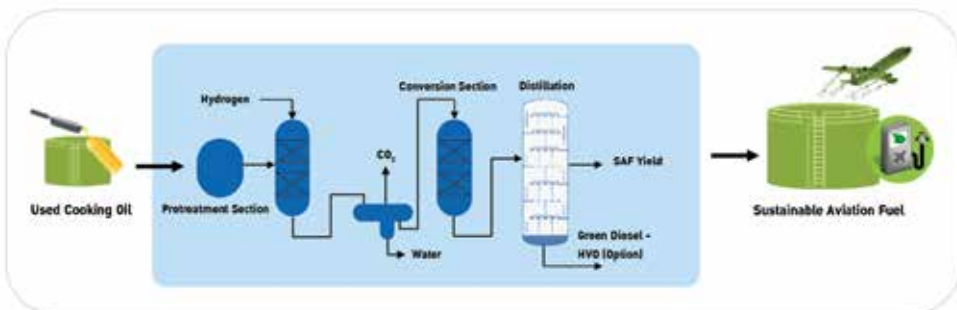 Used Cooking Oil
Pretreatment Section
Hydrogen
CO₂
Water
Conversion Section
Distillation
SAF Yield
Green Diesel -
HVO (Option)
Sustainable Aviation Fuel